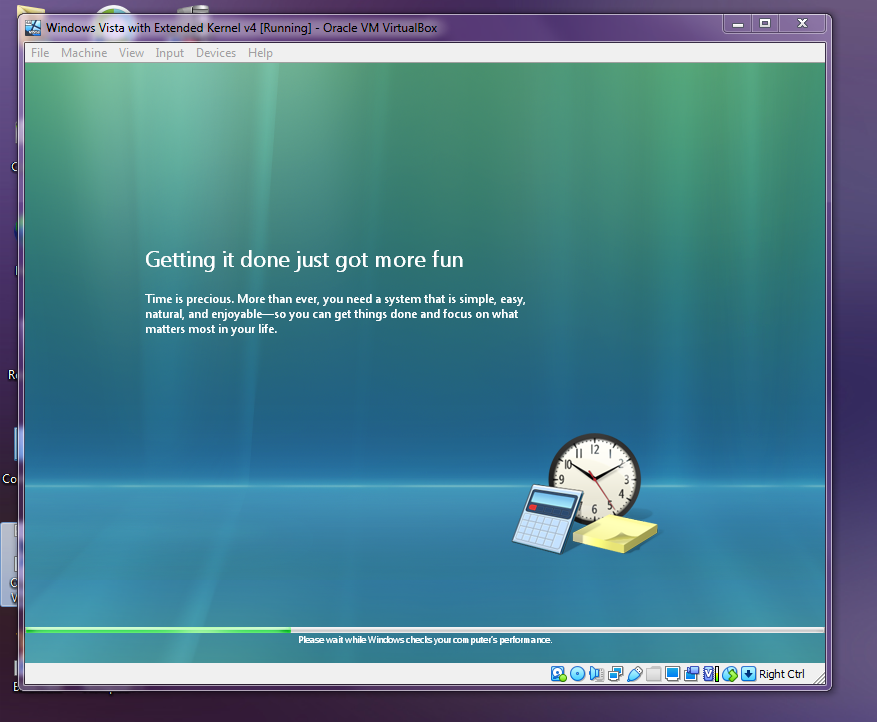 Windows Vista with Extended Kernel v4 [Running] - Oracle VM VirtualBox
File Machine View Input Devices Help
Getting it done just got more fun
Time is precious. More than ever, you need a system that is simple, easy,
natural, and enjoyable—so you can get things done and focus on what
matters most in your life.
11 12 1
10 2
9 3
4
6 5
Please wait while Windows checks your computer's performance.
Right Ctrl